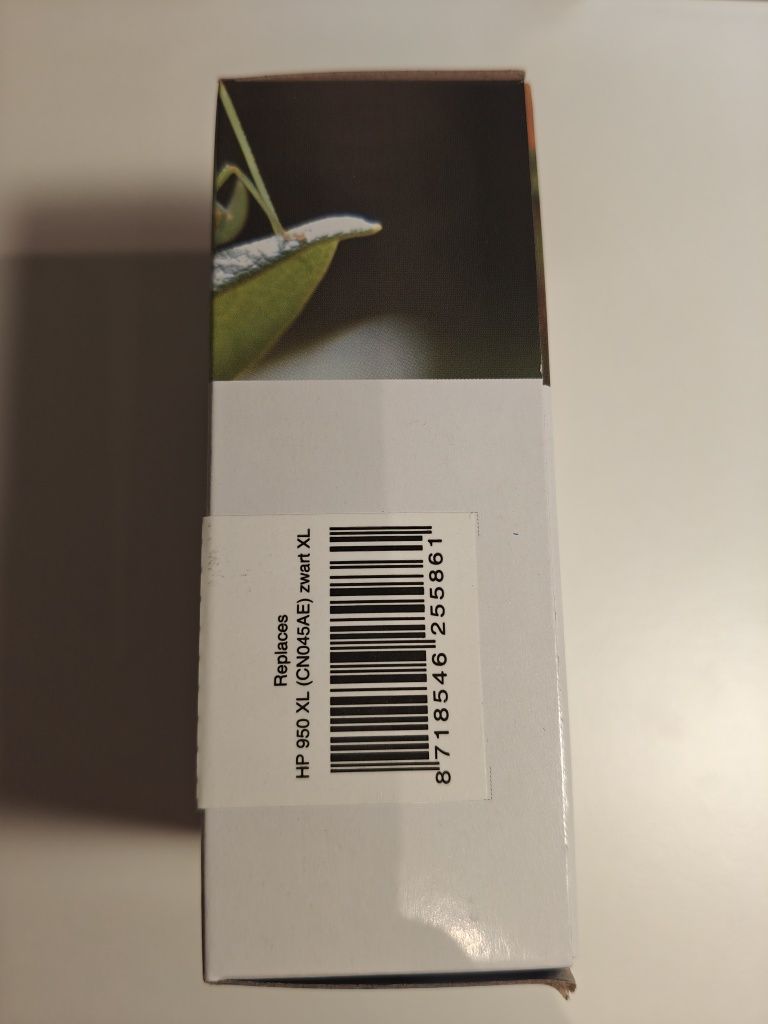 Replaces
HP 950 XL (CN045AE) zwart XL
8 718546 255861